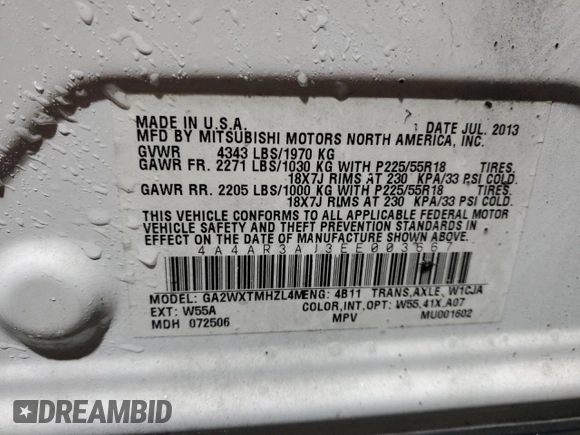 MADE IN U.S.A. DATE JUL. 2013
MFD BY MITSUBISHI MOTORS NORTH AMERICA, INC.
GVWR 4343 LBS/1970 KG
GAWR FR. 2271 LBS/1030 KG WITH P225/55R18 TIRES,
18X7J RIMS AT 230 KPA/33 PSI COLD.
GAWR RR. 2205 LBS/1000 KG WITH P225/55R18 TIRES,
18X7J RIMS AT 230 KPA/33 PSI COLD.
THIS VEHICLE CONFORMS TO ALL APPLICABLE FEDERAL MOTOR
VEHICLE SAFETY AND THEFT PREVENTION STANDARDS IN
EFFECT ON THE DATE OF MANUFACTURE SHOWN ABOVE.
MODEL: GA2WXTMHZL4M ENG: 4B11 TRANS,AXLE, W1CJA
EXT: W55A COLOR,INT,OPT: W55,41X,A07
MDH 072506 MPV MU001602
DREAMBID